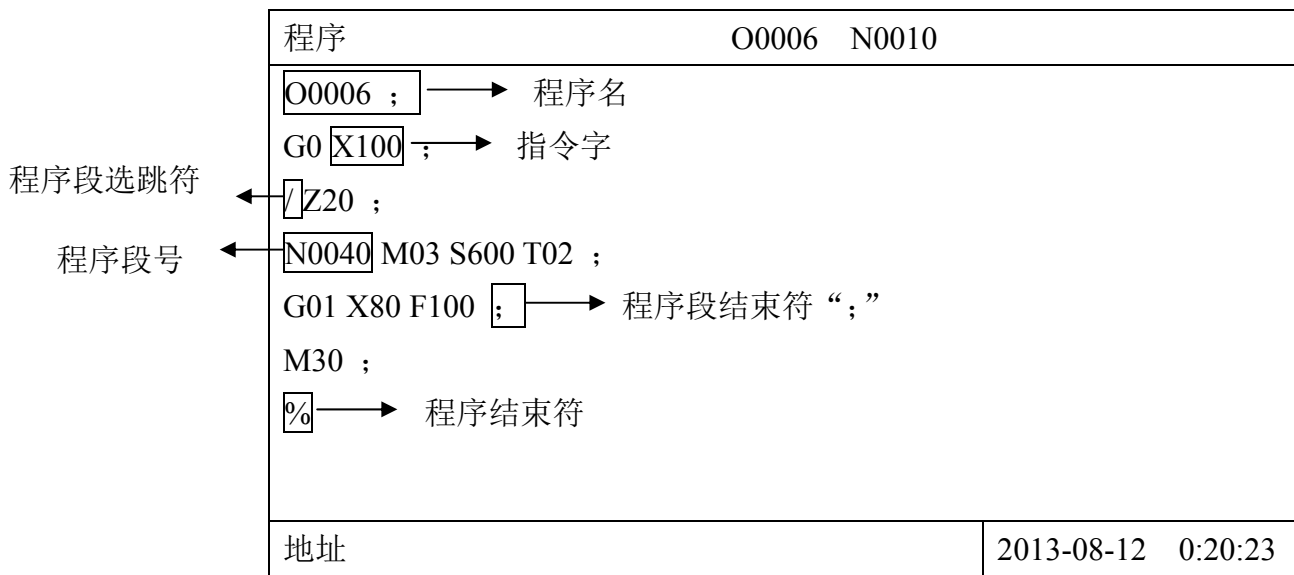 程序 O0006 N0010
O0006 ； 程序名
G0 X100 ； 指令字
程序段选跳符 / Z20 ；
程序段号 N0040 M03 S600 T02 ；
G01 X80 F100 ； 程序段结束符“；”
M30 ；
% 程序结束符
地址 2013-08-12 0:20:23